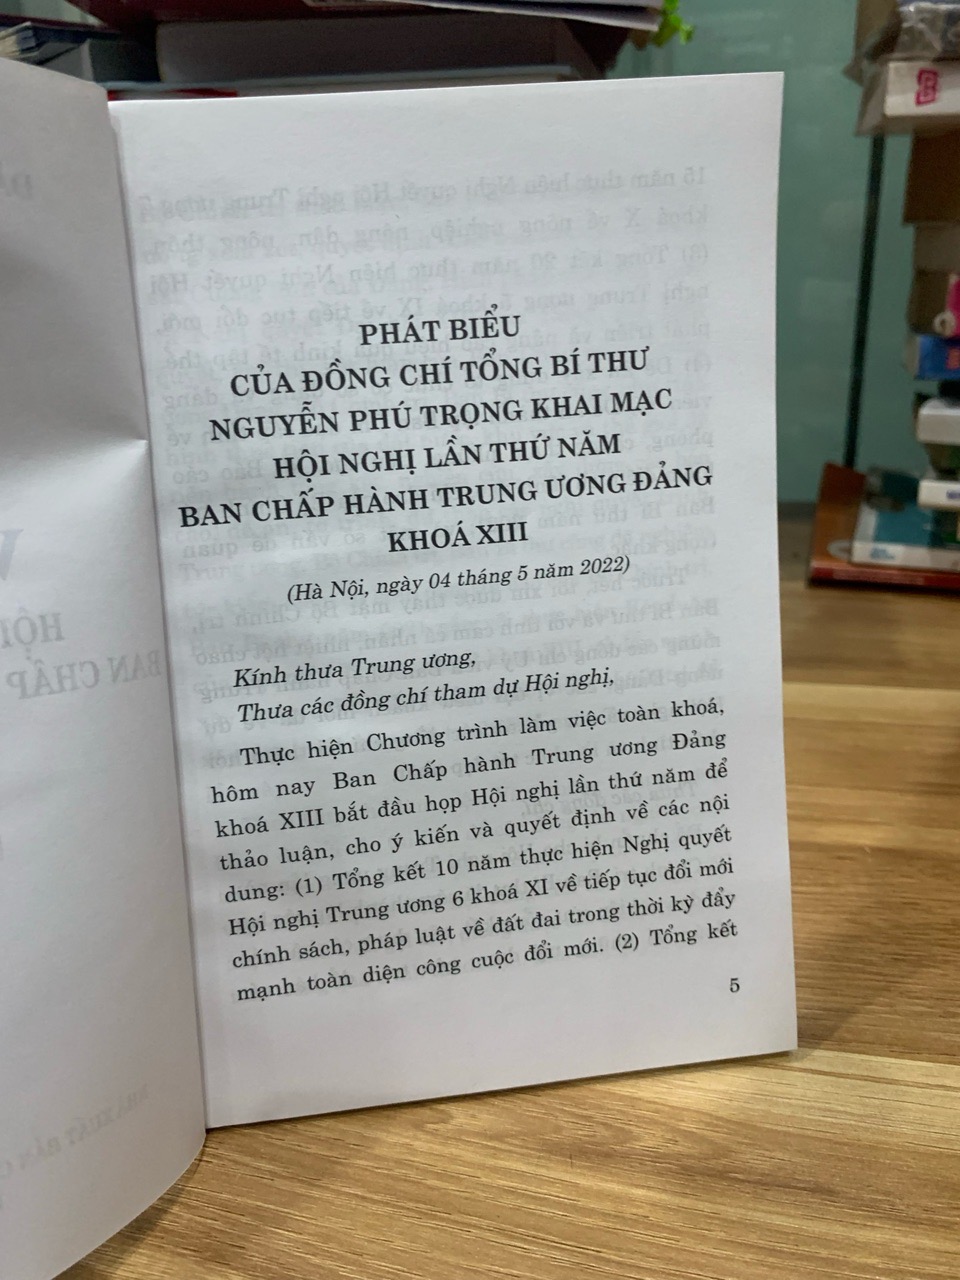 PHÁT BIỂU
CỦA ĐỒNG CHÍ TỔNG BÍ THƯ
NGUYỄN PHÚ TRỌNG KHAI MẠC
HỘI NGHỊ LẦN THỨ NĂM
BAN CHẤP HÀNH TRUNG ƯƠNG ĐẢNG
KHOÁ XIII
(Hà Nội, ngày 04 tháng 5 năm 2022)
Kính thưa Trung ương,
Thưa các đồng chí tham dự Hội nghị,
Thực hiện Chương trình làm việc toàn khoá,
hôm nay Ban Chấp hành Trung ương Đảng
khoá XIII bắt đầu họp Hội nghị lần thứ năm để
thảo luận, cho ý kiến và quyết định về các nội
dung: (1) Tổng kết 10 năm thực hiện Nghị quyết
Hội nghị Trung ương 6 khoá XI về tiếp tục đổi mới
chính sách, pháp luật về đất đai trong thời kỳ đẩy
mạnh toàn diện công cuộc đổi mới. (2) Tổng kết
5